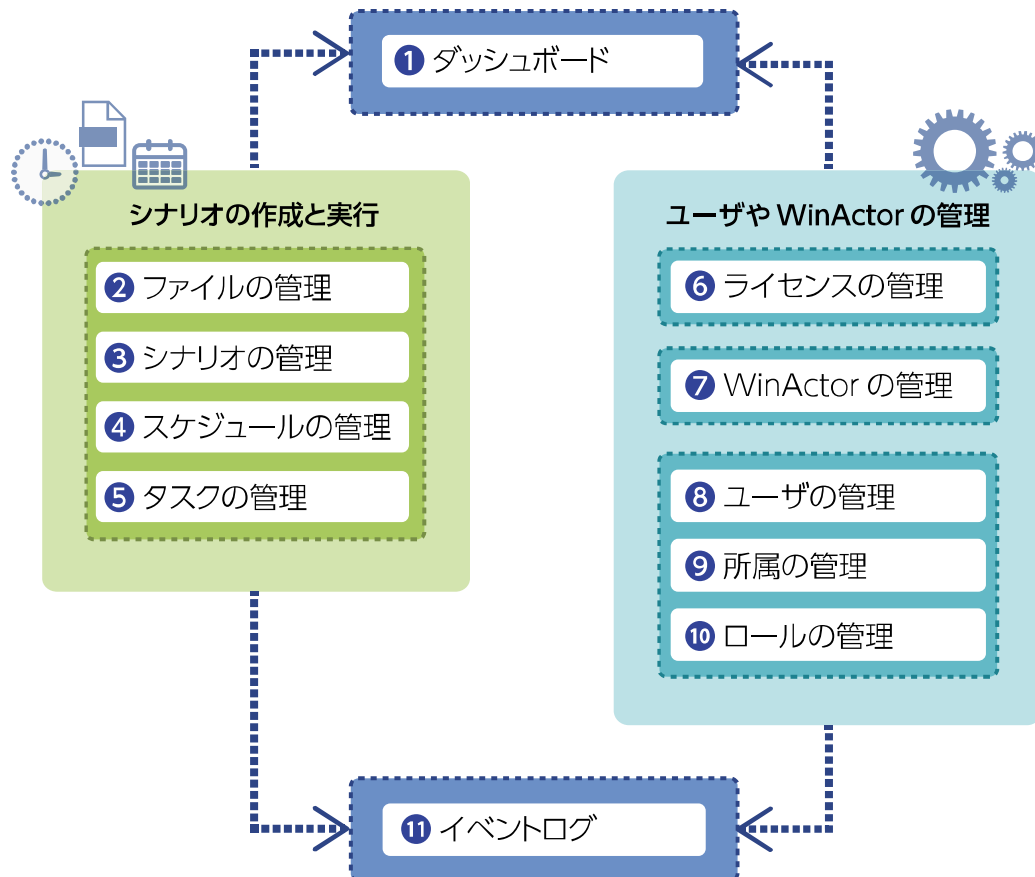 ❶ ダッシュボード
シナリオの作成と実行
❷ ファイルの管理
❸ シナリオの管理
❹ スケジュールの管理
❺ タスクの管理
ユーザや WinActor の管理
❻ ライセンスの管理
❼ WinActor の管理
❽ ユーザの管理
❾ 所属の管理
❿ ロールの管理
⓫ イベントログ